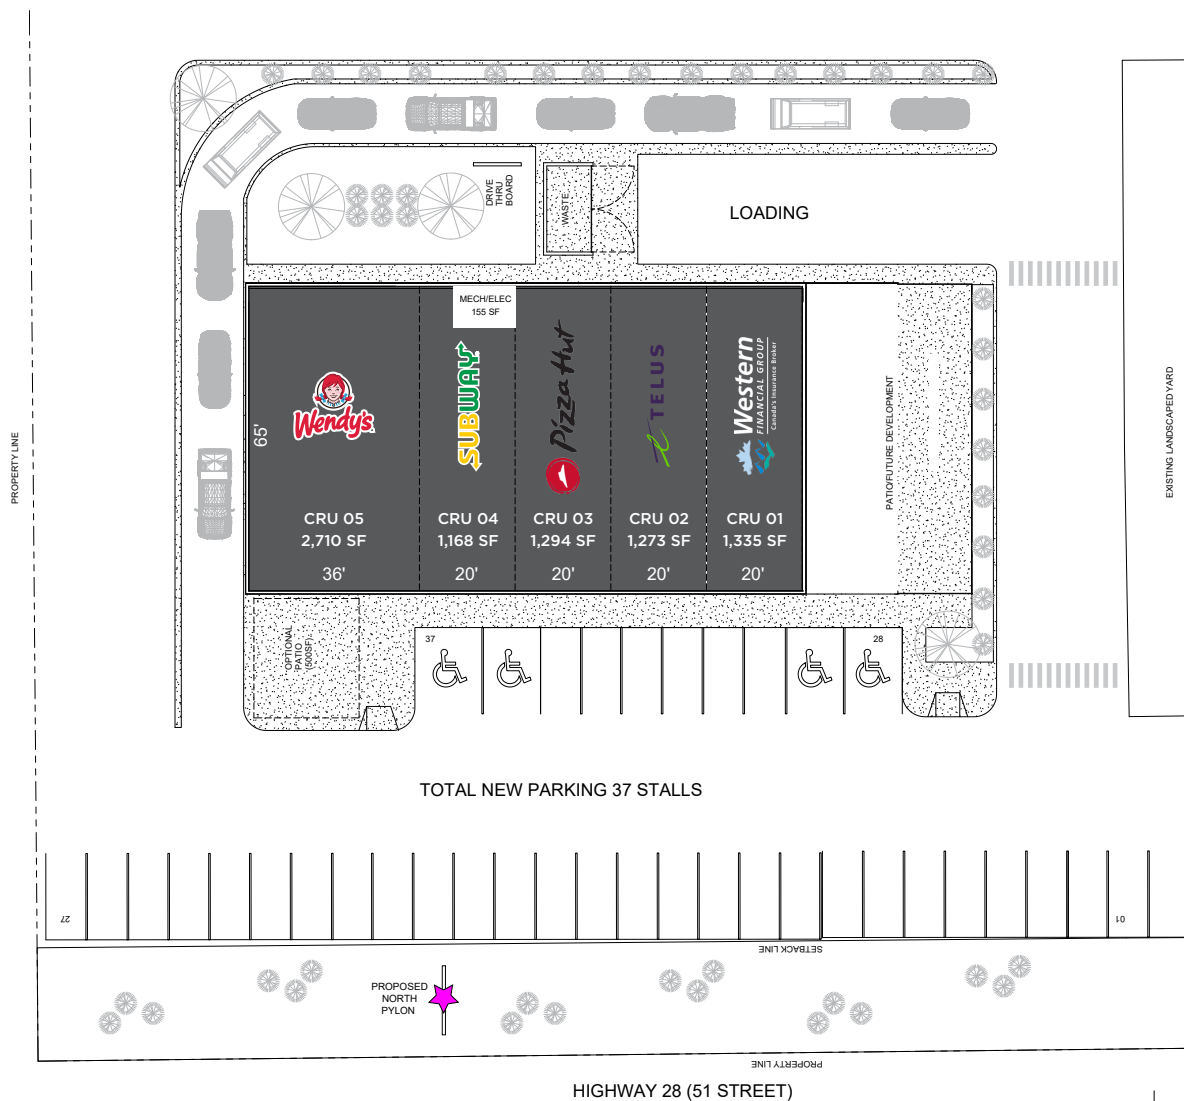 DRIVE
THRU
BOARD
WASTE
LOADING
MECH/ELEC
155 SF
PROPERTY LINE
65'
Wendy's
SUBWAY
Pizza Hut
TELUS
Western
FINANCIAL GROUP
Canada's Insurance Broker
PATIO/FUTURE DEVELOPMENT
EXISTING LANDSCAPED YARD
CRU 05
2,710 SF
36'
CRU 04
1,168 SF
20'
CRU 03
1,294 SF
20'
CRU 02
1,273 SF
20'
CRU 01
1,335 SF
20'
OPTIONAL
PATIO
(500SF)
37
28
TOTAL NEW PARKING 37 STALLS
27
01
SETBACK LINE
PROPOSED
NORTH
PYLON
PROPERTY LINE
HIGHWAY 28 (51 STREET)